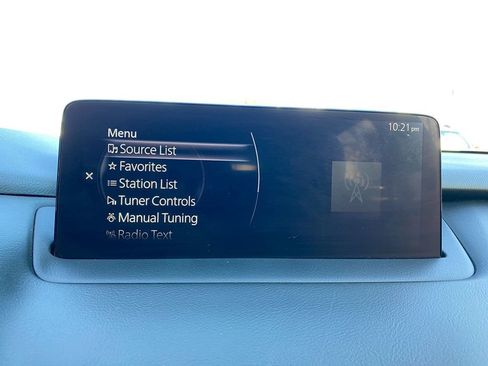 10:21 pm
Menu
Source List
Favorites
Station List
Tuner Controls
Manual Tuning
Radio Text